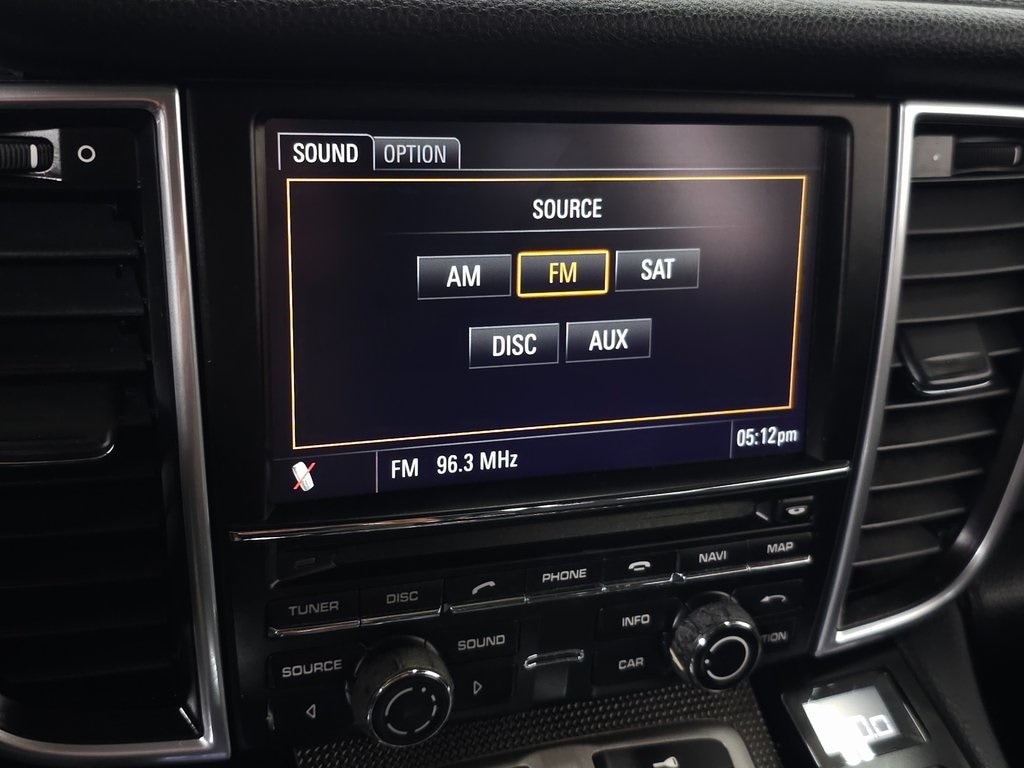 SOUND OPTION
SOURCE
AM FM SAT
DISC AUX
FM 96.3 MHz 05:12pm
TUNER DISC PHONE NAVI MAP
SOURCE SOUND INFO
CAR